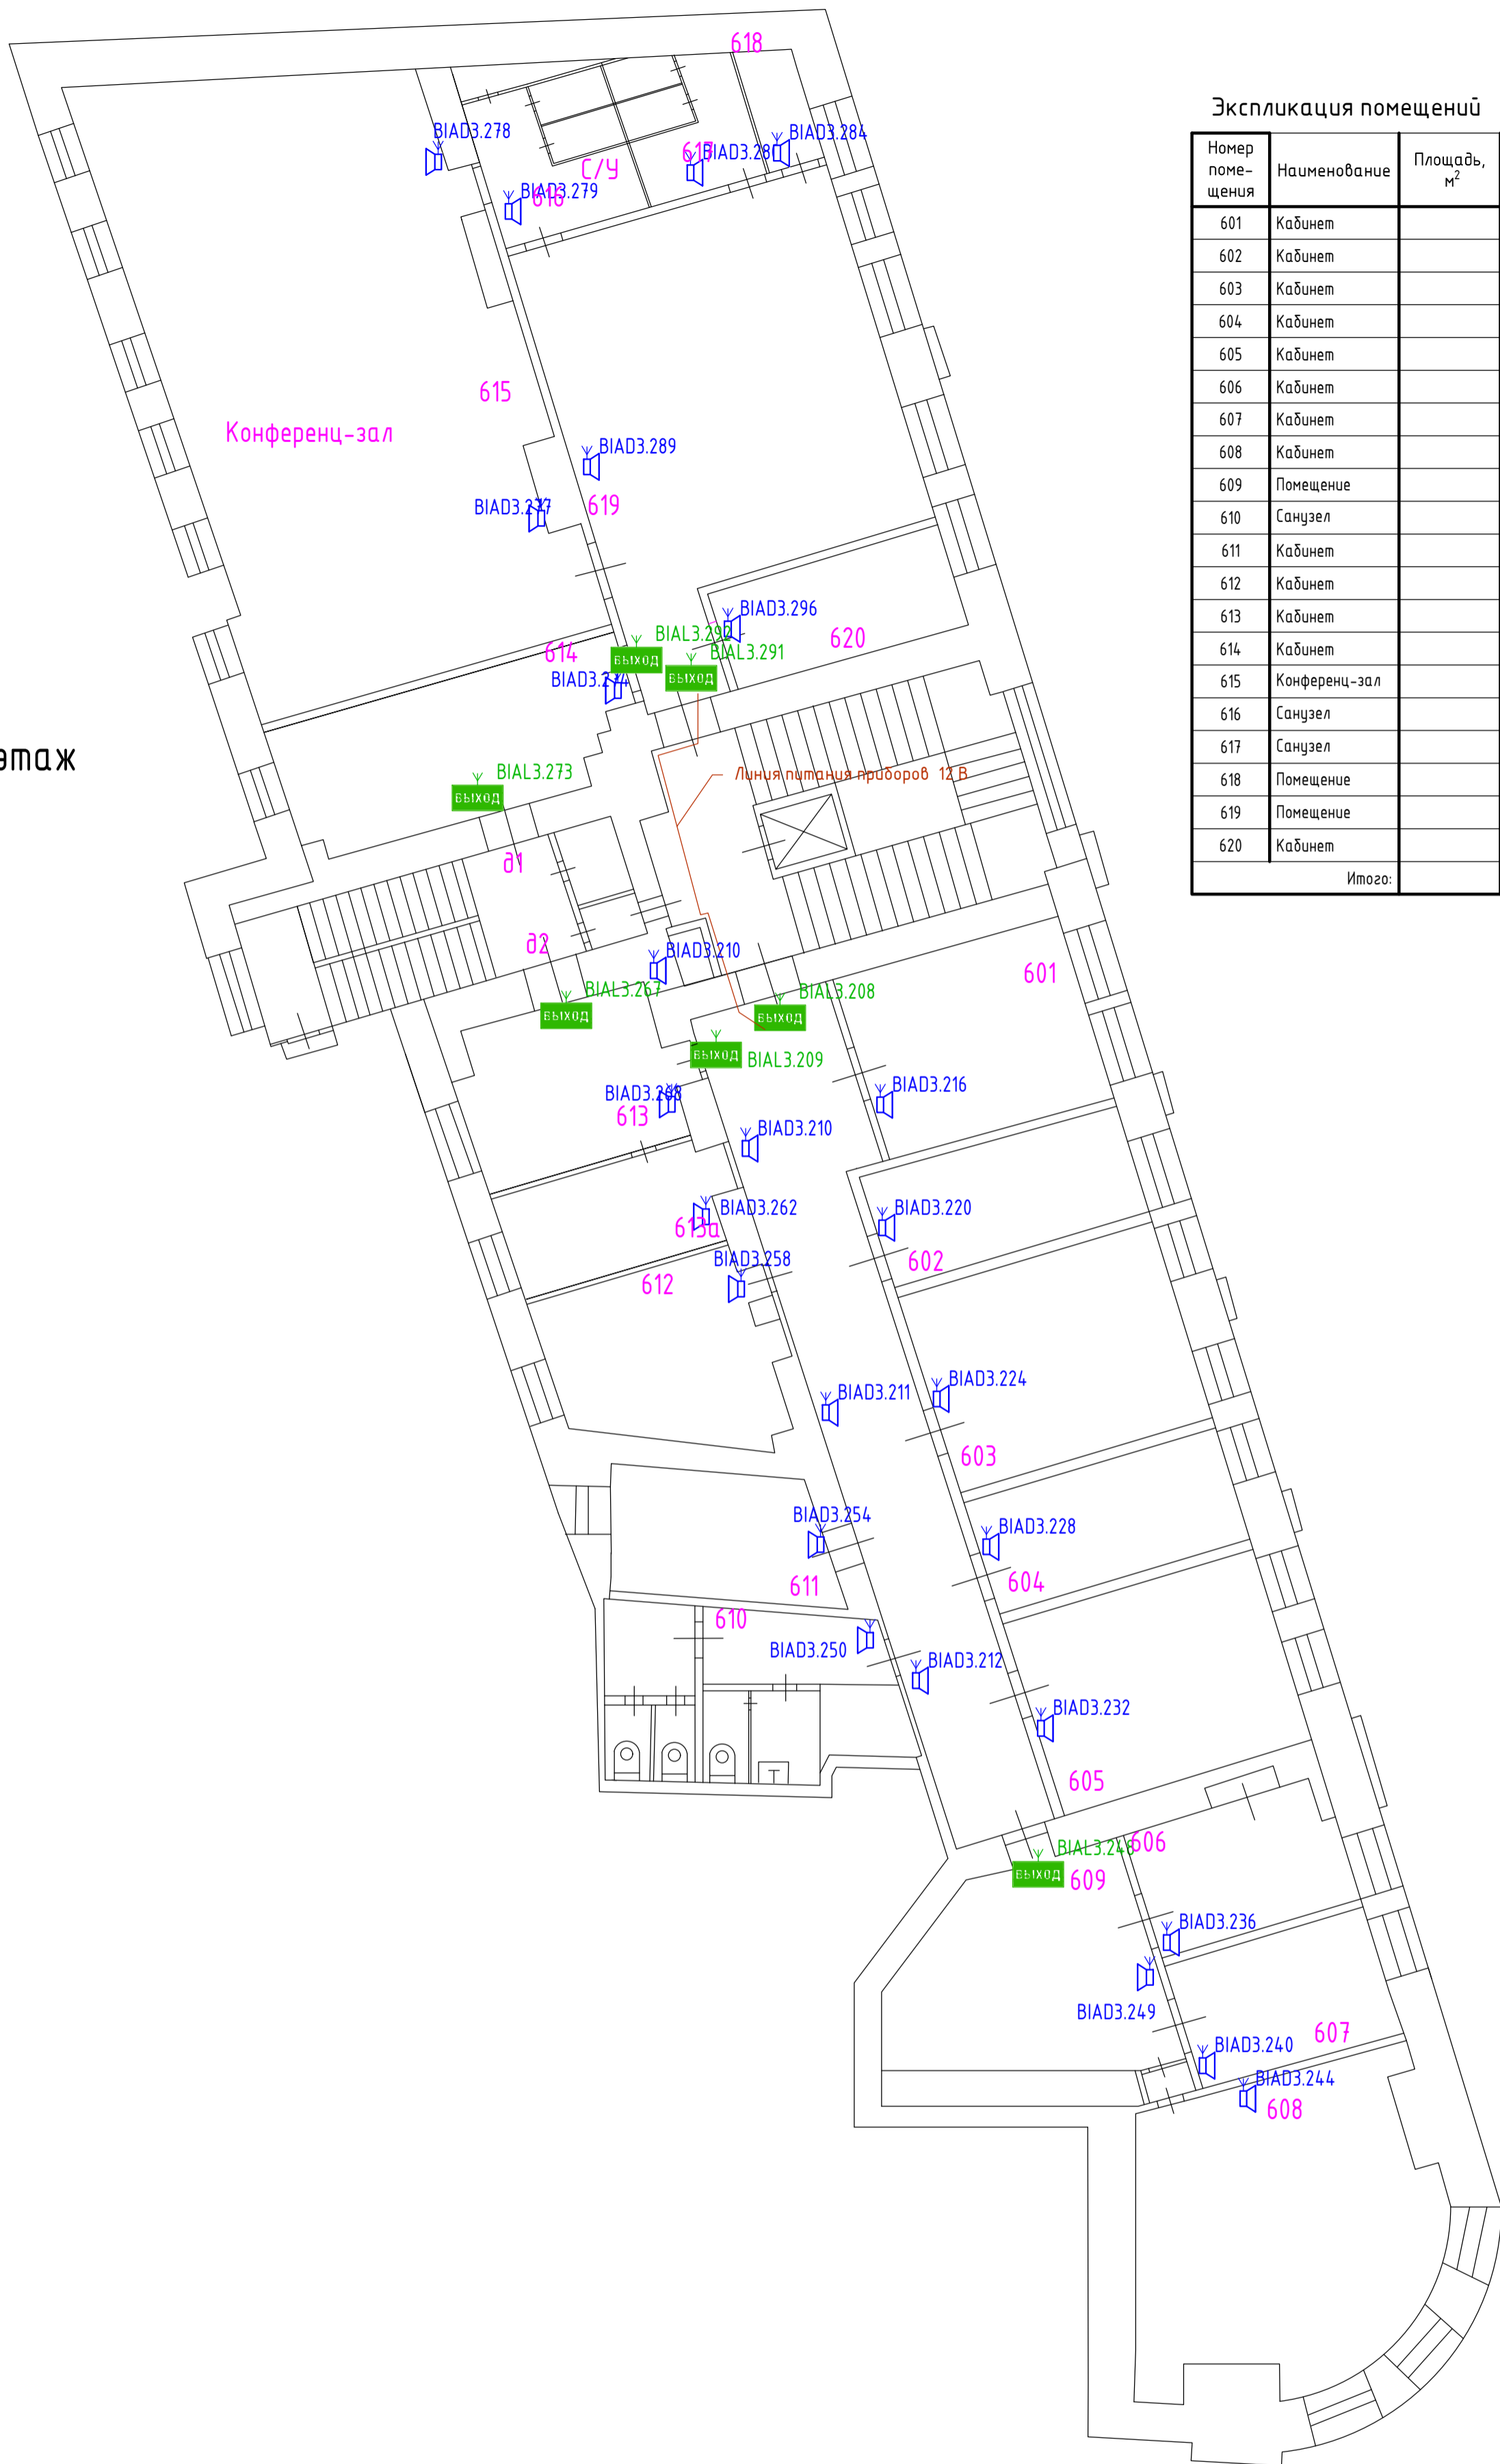 618
Экспликация помещений
Номер поме-щения
Наименование
Площадь, м²
601 Кабинет
602 Кабинет
603 Кабинет
604 Кабинет
605 Кабинет
606 Кабинет
607 Кабинет
608 Кабинет
609 Помещение
610 Санузел
611 Кабинет
612 Кабинет
613 Кабинет
614 Кабинет
615 Конференц-зал
616 Санузел
617 Санузел
618 Помещение
619 Помещение
620 Кабинет
Итого:
BIAD3.278
BIAD3.284
617
С/У
BIAD3.279
616
615
Конференц-зал
BIAD3.289
BIAD3.277
619
BIAD3.296
620
BIAL3.292
614
ВЫХОД
BIAL3.291
ВЫХОД
этаж
BIAL3.273
ВЫХОД
Линия питания приборов 12 В
д1
д2
BIAD3.210
601
BIAL3.267
ВЫХОД
BIAL3.208
ВЫХОД
ВЫХОД
BIAL3.209
BIAD3.268
613
BIAD3.216
BIAD3.210
BIAD3.262
613а
BIAD3.220
BIAD3.258
602
612
BIAD3.224
BIAD3.211
603
BIAD3.254
BIAD3.228
611
604
610
BIAD3.250
BIAD3.212
BIAD3.232
605
606
ВЫХОД
609
BIAD3.236
BIAD3.249
607
BIAD3.240
BIAD3.244
608